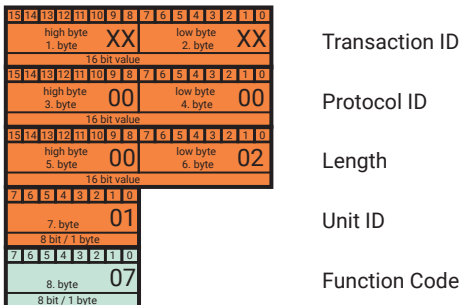 15 14 13 12 11 10 9 8 7 6 5 4 3 2 1 0
high byte 1. byte XX low byte 2. byte XX Transaction ID
16 bit value
15 14 13 12 11 10 9 8 7 6 5 4 3 2 1 0
high byte 3. byte 00 low byte 4. byte 00 Protocol ID
16 bit value
15 14 13 12 11 10 9 8 7 6 5 4 3 2 1 0
high byte 5. byte 00 low byte 6. byte 02 Length
16 bit value
7 6 5 4 3 2 1 0
7. byte 01 Unit ID
8 bit / 1 byte
7 6 5 4 3 2 1 0
8. byte 07 Function Code
8 bit / 1 byte